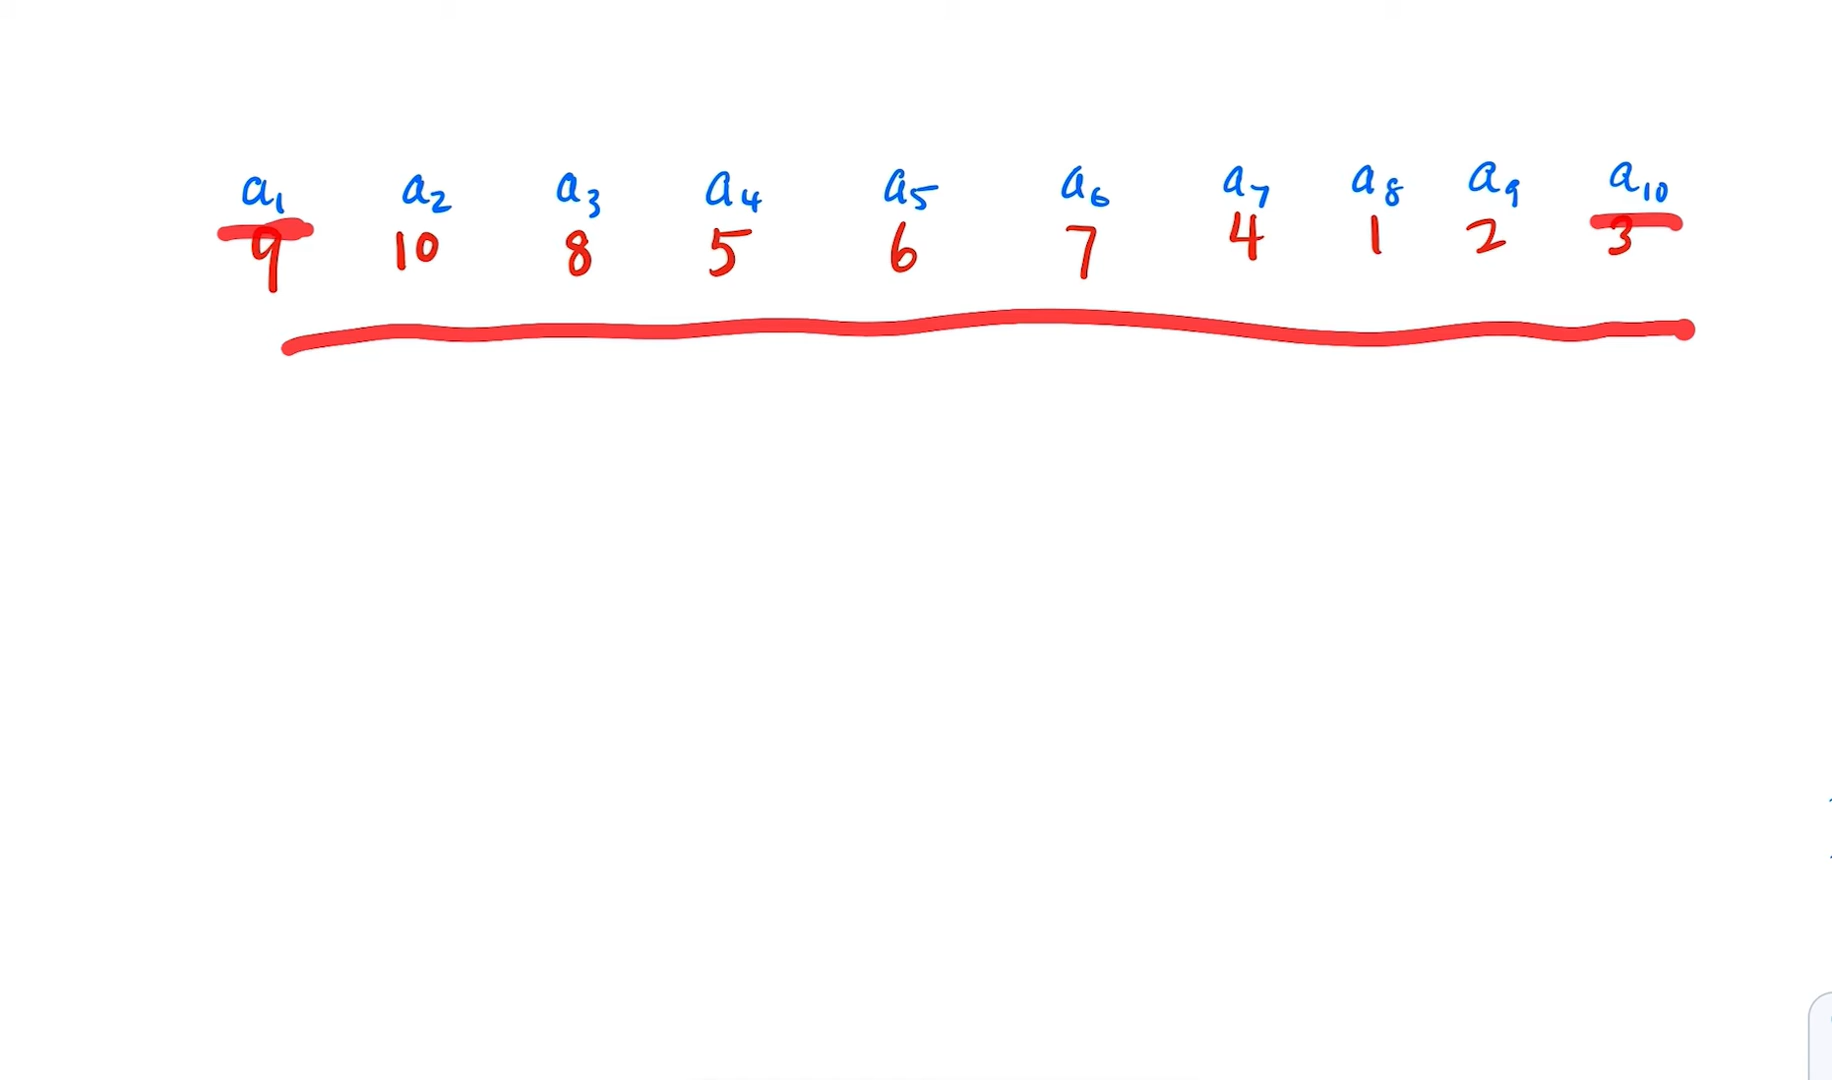 a₁ a₂ a₃ a₄ a₅ a₆ a₇ a₈ a₉ a₁₀
9 10 8 5 6 7 4 1 2 3